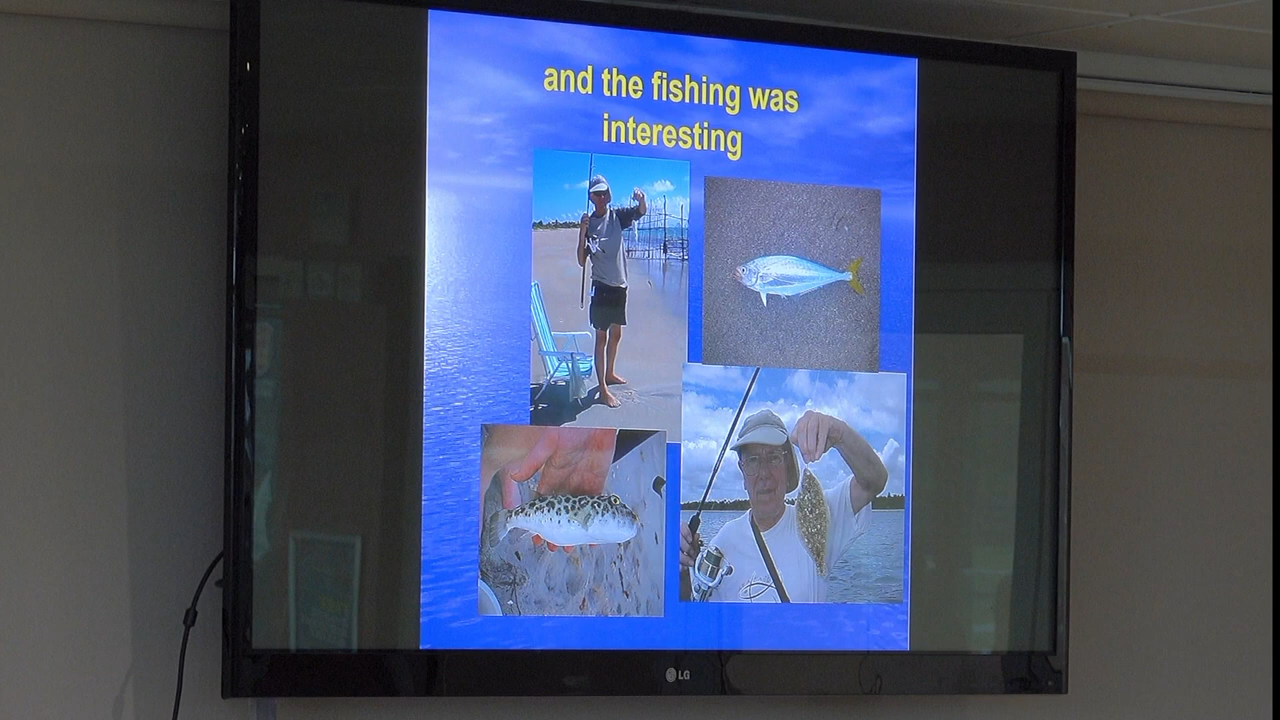 and the fishing was
interesting
LG